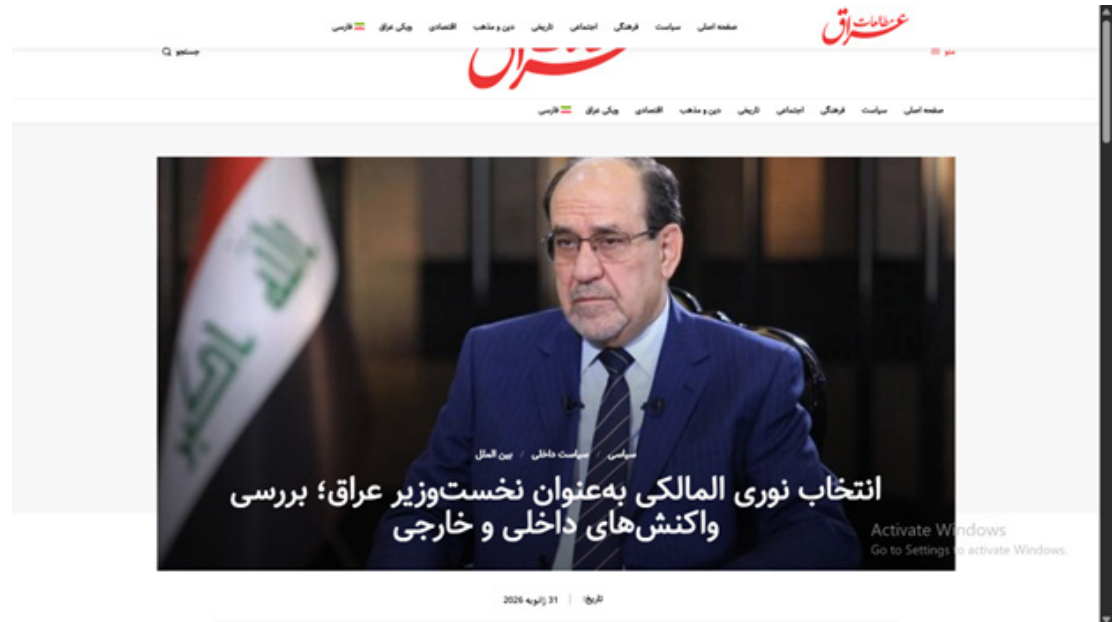 صفحه اصلی سیاست فرهنگی اجتماعی تاریخی دین و مذهب اقتصادی ویکی عراق فارسی
مطالعات عراق
منو
جستجو
صفحه اصلی سیاست فرهنگی اجتماعی تاریخی دین و مذهب اقتصادی ویکی عراق فارسی
الله اکبر
سیاسی / سیاست داخلی / بین الملل
انتخاب نوری المالکی به‌عنوان نخست‌وزیر عراق؛ بررسی
واکنش‌های داخلی و خارجی
Activate Windows
Go to Settings to activate Windows.
تاریخ: | 31 ژانویه 2026